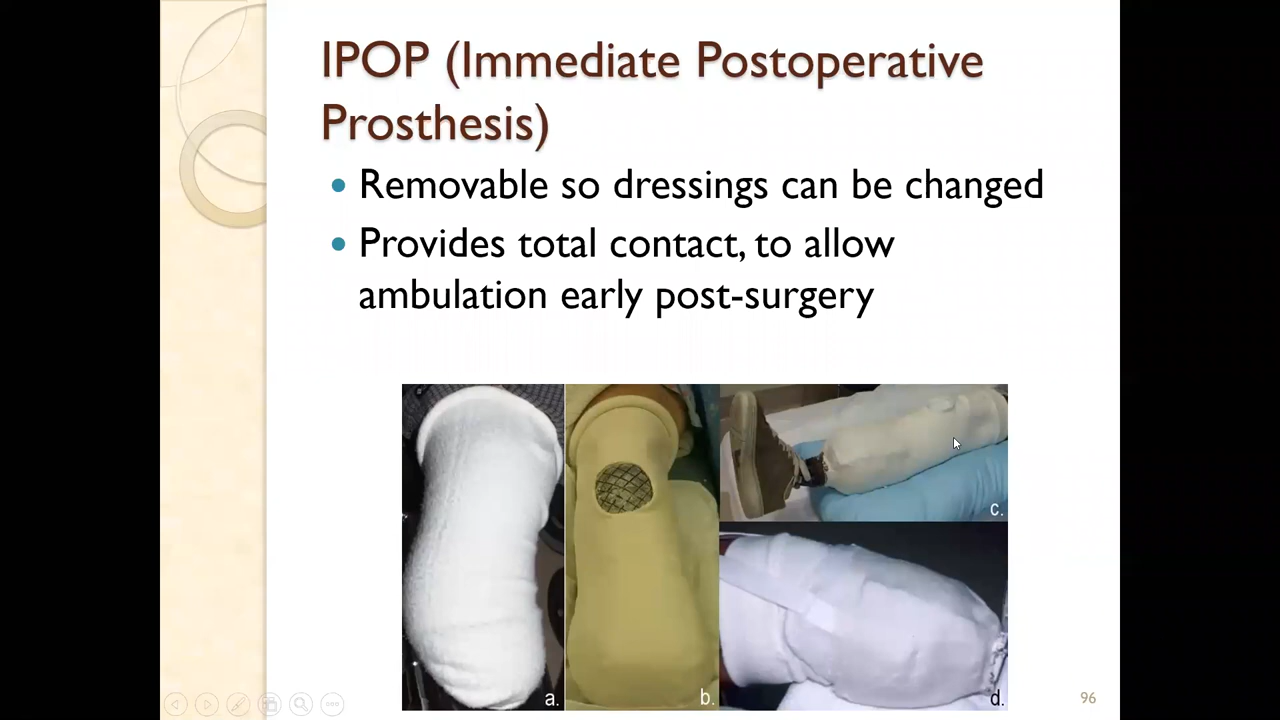 IPOP (Immediate Postoperative
Prosthesis)
• Removable so dressings can be changed
• Provides total contact, to allow
ambulation early post-surgery
a.
b.
c.
d.
96